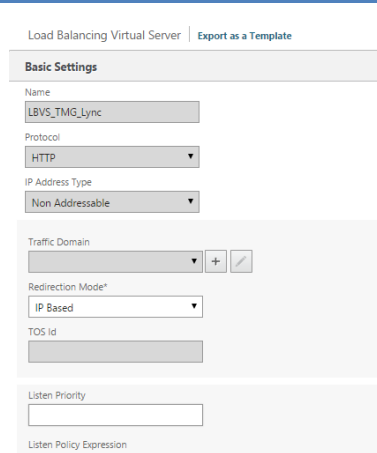 Load Balancing Virtual Server | Export as a Template
Basic Settings
Name
LBVS_TMG_Lync
Protocol
HTTP
IP Address Type
Non Addressable
Traffic Domain
+
Redirection Mode*
IP Based
TOS Id
Listen Priority
Listen Policy Expression